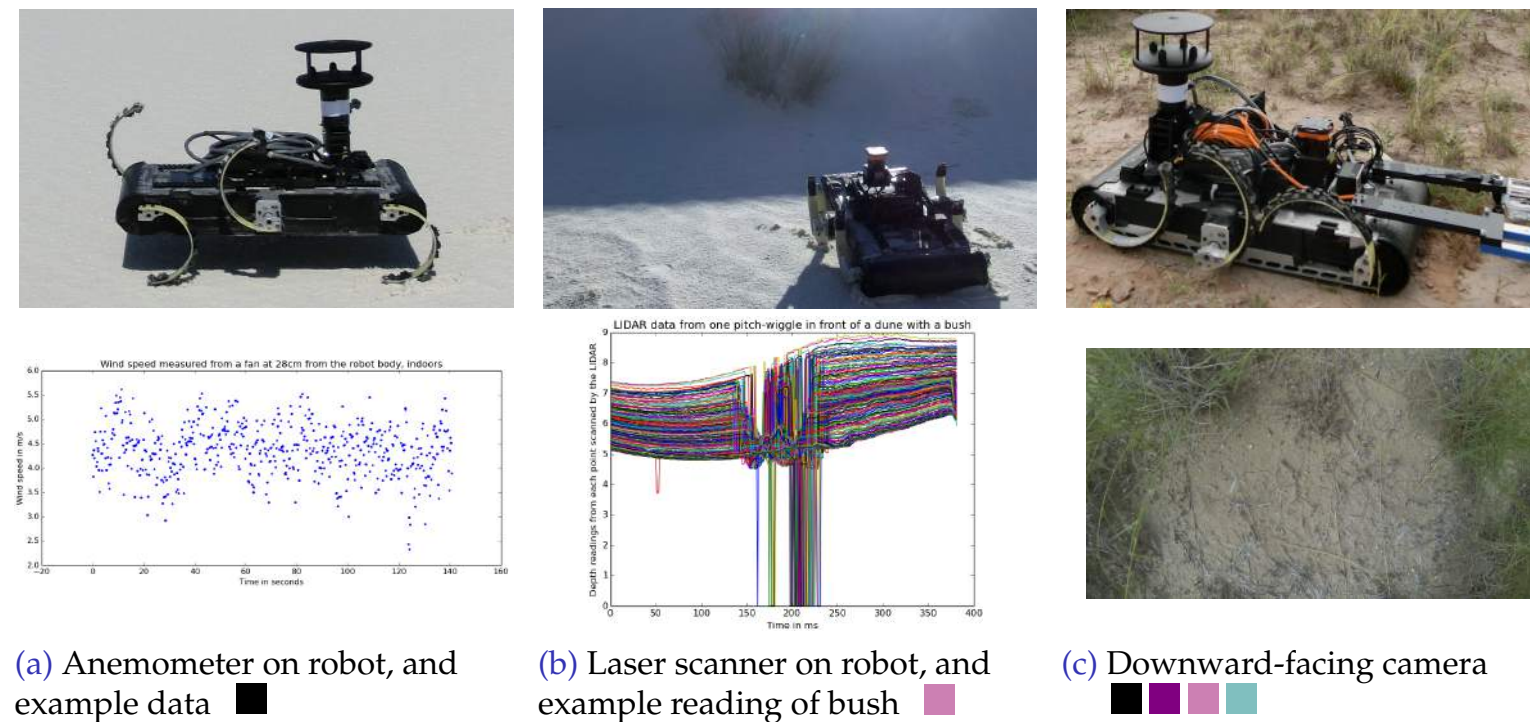 Wind speed measured from a fan at 28cm from the robot body, indoors
6.0
5.5
5.0
4.5
4.0
3.5
3.0
2.5
2.0
Wind speed in m/s
−20 0 20 40 60 80 100 120 140 160
Time in seconds
LIDAR data from one pitch-wiggle in front of a dune with a bush
9
8
7
6
5
4
3
2
1
0
Depth readings from each point scanned by the LIDAR
0 50 100 150 200 250 300 350 400
Time in ms
(a) Anemometer on robot, and
example data
(b) Laser scanner on robot, and
example reading of bush
(c) Downward-facing camera